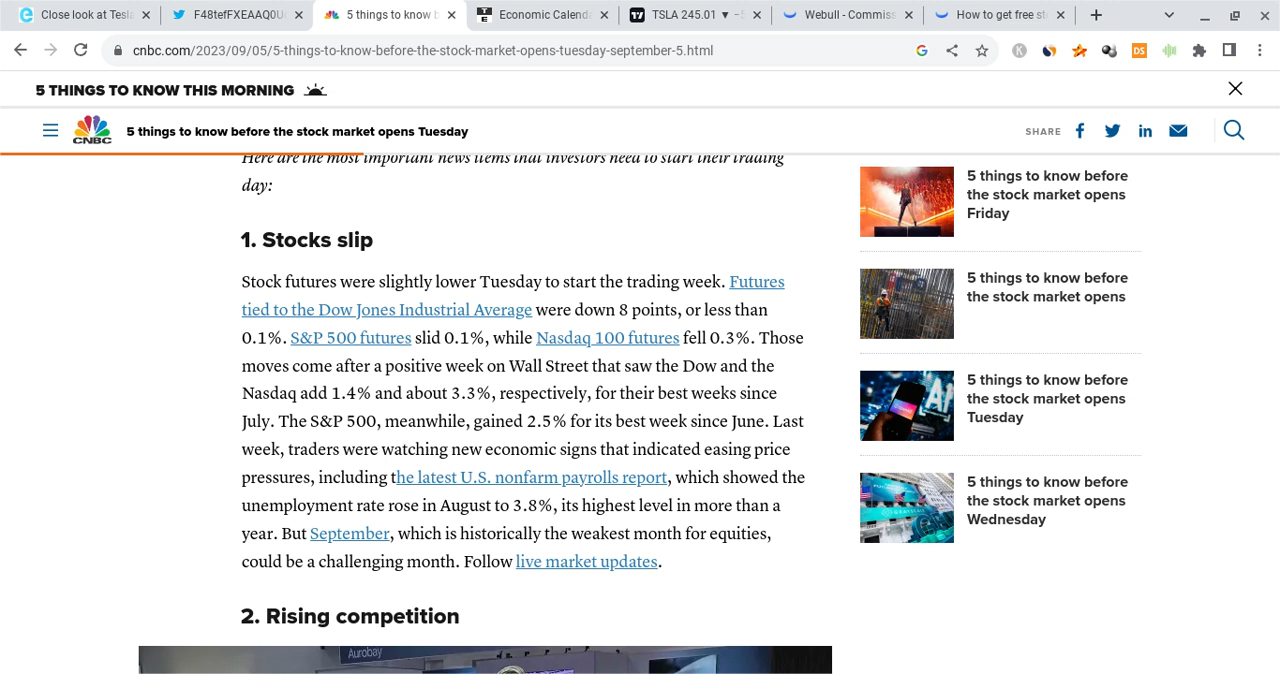 Close look at Tesla
F48tefFXEAAQ0U
5 things to know b
Economic Calenda
TSLA 245.01 ▼ −5
Webull - Commiss
How to get free sto
cnbc.com/2023/09/05/5-things-to-know-before-the-stock-market-opens-tuesday-september-5.html
5 THINGS TO KNOW THIS MORNING
CNBC
5 things to know before the stock market opens Tuesday
SHARE
Here are the most important news items that investors need to start their trading
day:
1. Stocks slip
Stock futures were slightly lower Tuesday to start the trading week. Futures
tied to the Dow Jones Industrial Average were down 8 points, or less than
0.1%. S&P 500 futures slid 0.1%, while Nasdaq 100 futures fell 0.3%. Those
moves come after a positive week on Wall Street that saw the Dow and the
Nasdaq add 1.4% and about 3.3%, respectively, for their best weeks since
July. The S&P 500, meanwhile, gained 2.5% for its best week since June. Last
week, traders were watching new economic signs that indicated easing price
pressures, including the latest U.S. nonfarm payrolls report, which showed the
unemployment rate rose in August to 3.8%, its highest level in more than a
year. But September, which is historically the weakest month for equities,
could be a challenging month. Follow live market updates.
2. Rising competition
Aurobay
5 things to know before
the stock market opens
Friday
5 things to know before
the stock market opens
5 things to know before
the stock market opens
Tuesday
5 things to know before
the stock market opens
Wednesday